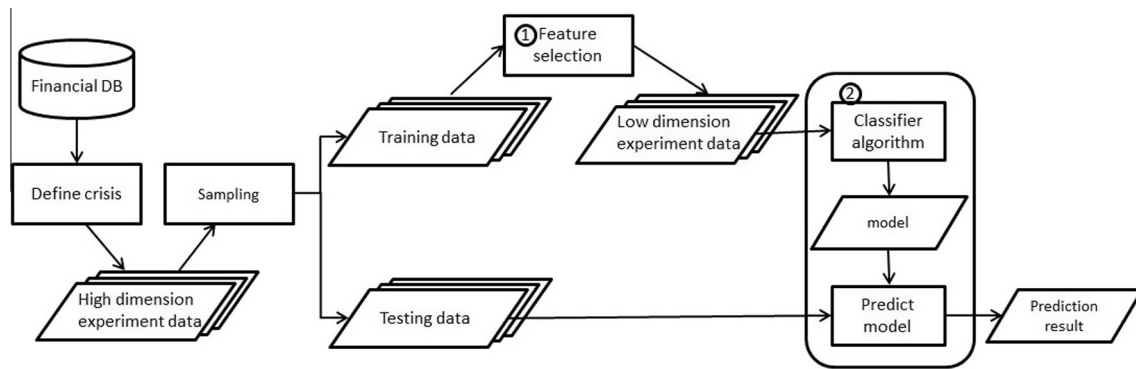 Financial DB
Define crisis
High dimension
experiment data
Sampling
Training data
Testing data
① Feature
selection
Low dimension
experiment data
②
Classifier
algorithm
model
Predict
model
Prediction
result